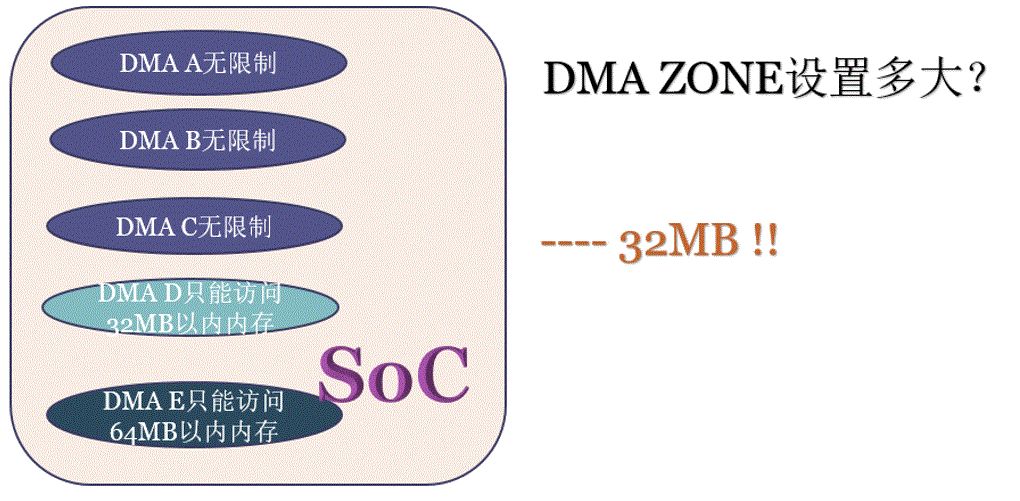 DMA A无限制
DMA B无限制
DMA C无限制
DMA D只能访问
32MB以内内存
DMA E只能访问
64MB以内内存
SoC
DMA ZONE设置多大？
---- 32MB !!